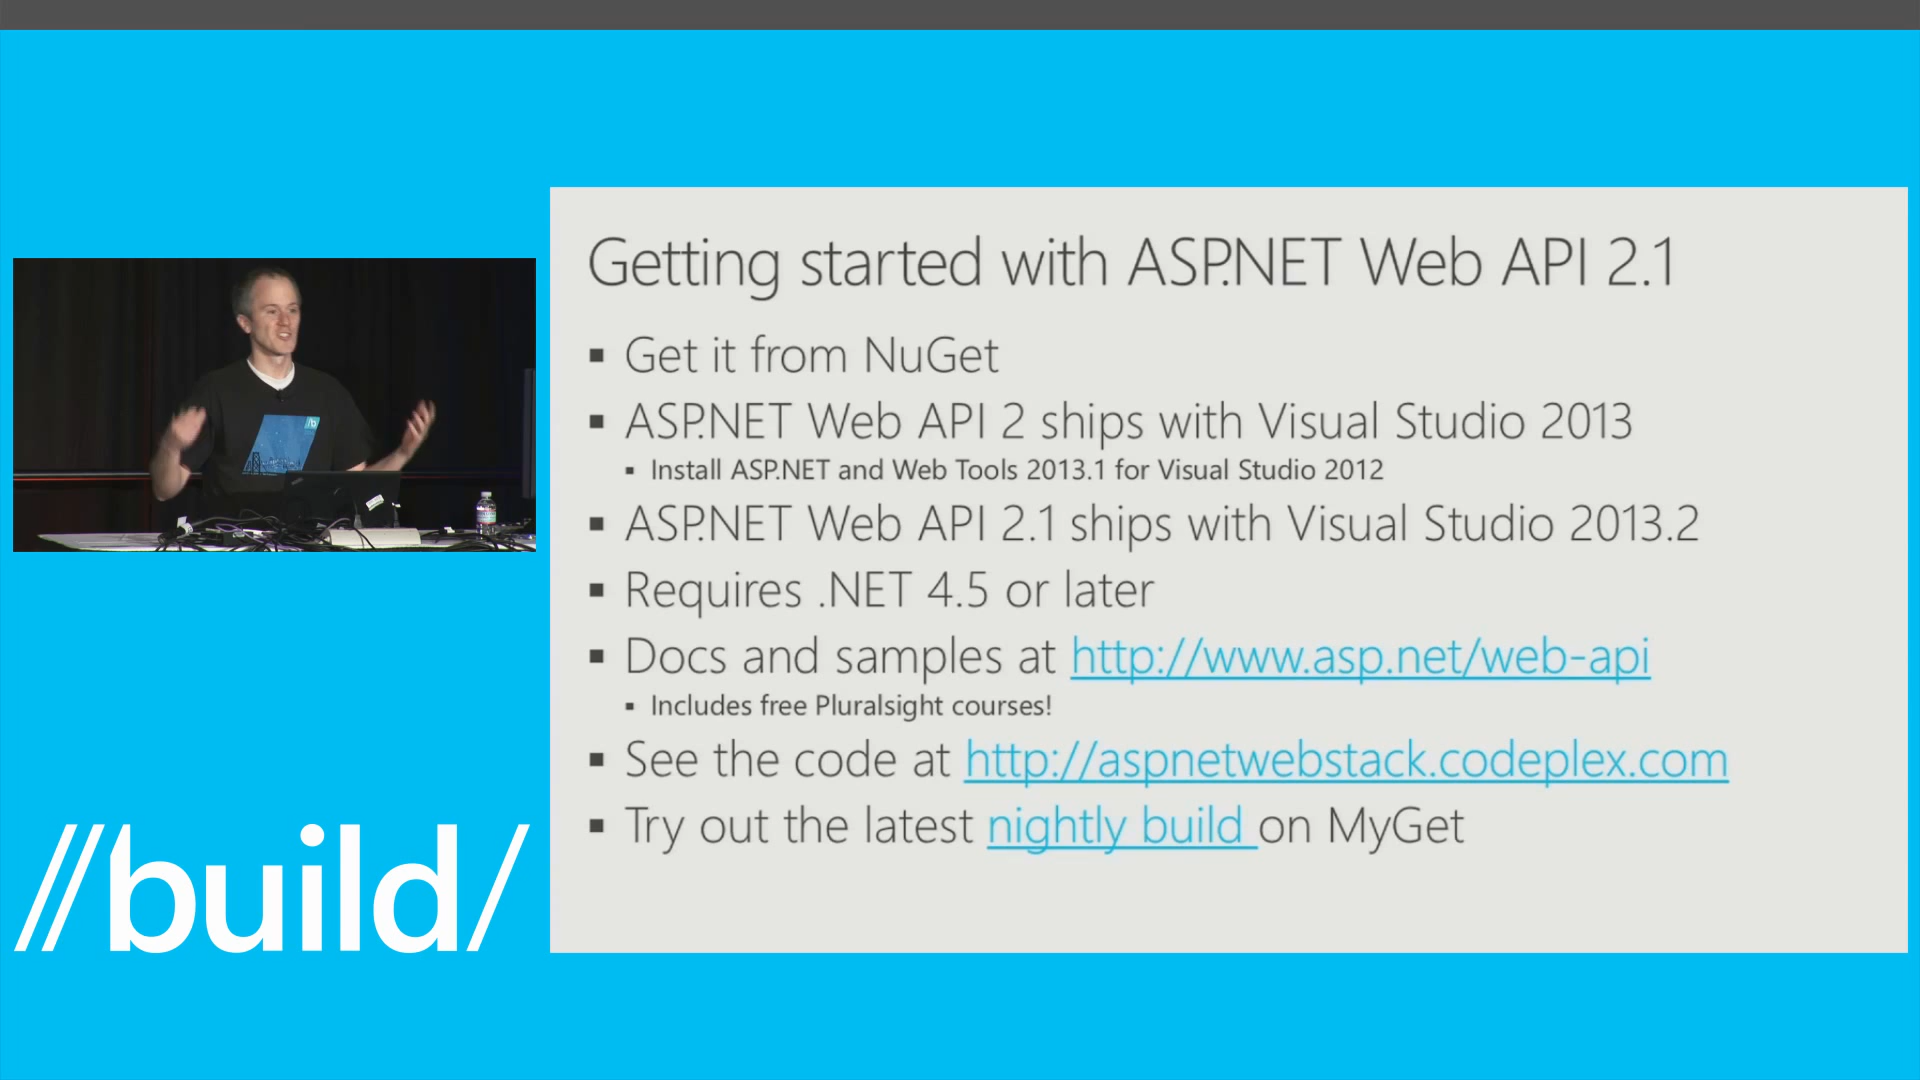 Getting started with ASP.NET Web API 2.1
▪ Get it from NuGet
▪ ASP.NET Web API 2 ships with Visual Studio 2013
▪ Install ASP.NET and Web Tools 2013.1 for Visual Studio 2012
▪ ASP.NET Web API 2.1 ships with Visual Studio 2013.2
▪ Requires .NET 4.5 or later
▪ Docs and samples at http://www.asp.net/web-api
▪ Includes free Pluralsight courses!
▪ See the code at http://aspnetwebstack.codeplex.com
▪ Try out the latest nightly build on MyGet
//build/